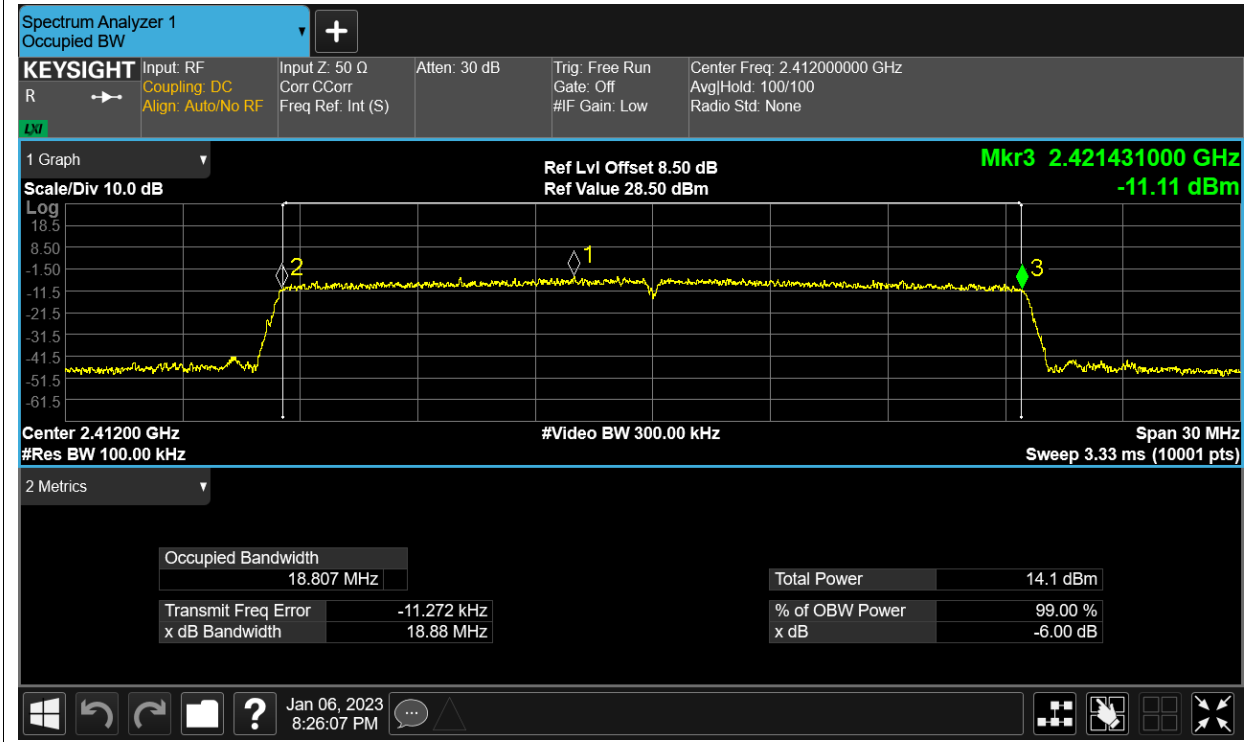 Spectrum Analyzer 1
Occupied BW
KEYSIGHT
R
LXI
Input: RF
Coupling: DC
Align: Auto/No RF
Input Z: 50 Ω
Corr CCorr
Freq Ref: Int (S)
Atten: 30 dB
Trig: Free Run
Gate: Off
#IF Gain: Low
Center Freq: 2.412000000 GHz
Avg|Hold: 100/100
Radio Std: None
1 Graph
Scale/Div 10.0 dB
Ref Lvl Offset 8.50 dB
Ref Value 28.50 dBm
Mkr3 2.421431000 GHz
-11.11 dBm
Log
18.5
8.50
-1.50
-11.5
-21.5
-31.5
-41.5
-51.5
-61.5
2
1
3
Center 2.41200 GHz
#Video BW 300.00 kHz
Span 30 MHz
#Res BW 100.00 kHz
Sweep 3.33 ms (10001 pts)
2 Metrics
Occupied Bandwidth
18.807 MHz
Total Power 14.1 dBm
Transmit Freq Error -11.272 kHz
% of OBW Power 99.00 %
x dB Bandwidth 18.88 MHz
x dB -6.00 dB
?
Jan 06, 2023
8:26:07 PM